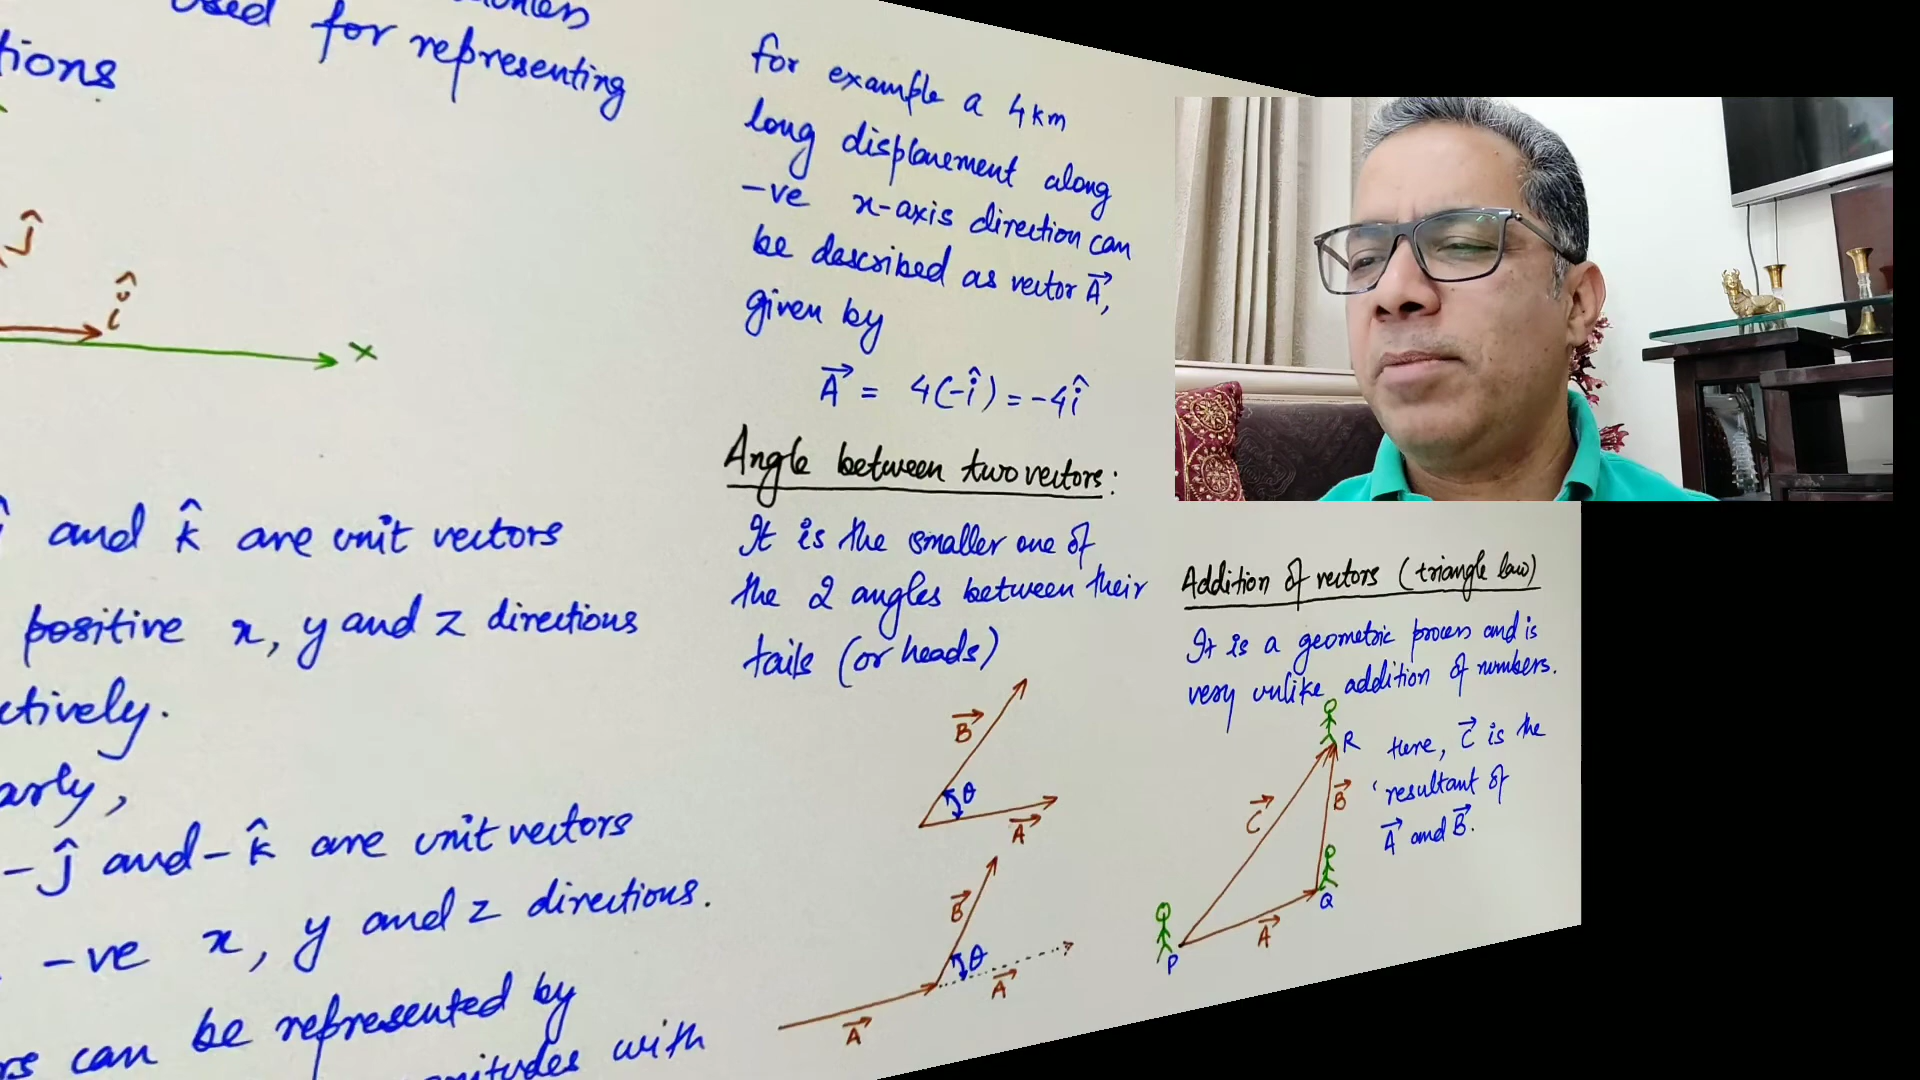 used for representing
x
ĵ
î
and k̂ are unit vectors
positive x, y and z directions
-ĵ and -k̂ are unit vectors
-ve x, y and z directions.
can be represented by
with
for example a 4 km
long displacement along
-ve x-axis direction can
be described as vector A⃗,
given by
A⃗ = 4(-î) = -4î
Angle between two vectors:
It is the smaller one of
the 2 angles between their
tails (or heads)
B⃗
θ
A⃗
B⃗
θ
A⃗
A⃗
Addition of vectors (triangle law)
It is a geometric process and is
very unlike addition of numbers.
R
Here, C⃗ is the
resultant of
A⃗ and B⃗.
C⃗
B⃗
Q
A⃗
P